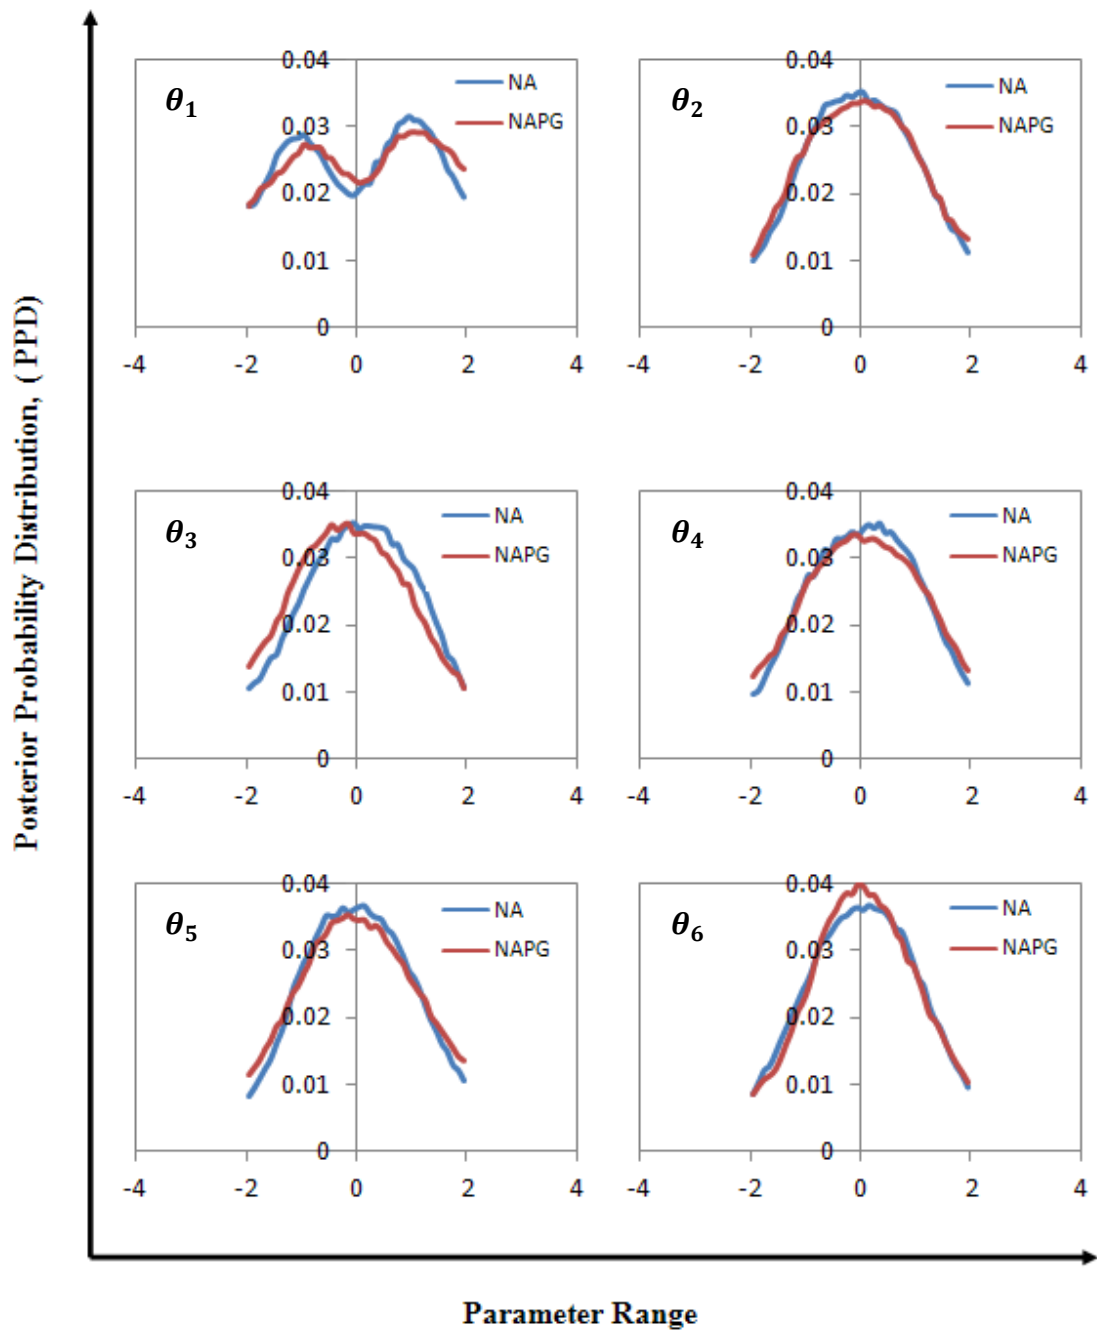 Posterior Probability Distribution, ( PPD)
θ1
0.04
0.03
0.02
0.01
0
-4 -2 0 2 4
NA
NAPG
θ2
0.04
0.03
0.02
0.01
0
-4 -2 0 2 4
NA
NAPG
θ3
0.04
0.03
0.02
0.01
0
-4 -2 0 2 4
NA
NAPG
θ4
0.04
0.03
0.02
0.01
0
-4 -2 0 2 4
NA
NAPG
θ5
0.04
0.03
0.02
0.01
0
-4 -2 0 2 4
NA
NAPG
θ6
0.04
0.03
0.02
0.01
0
-4 -2 0 2 4
NA
NAPG
Parameter Range